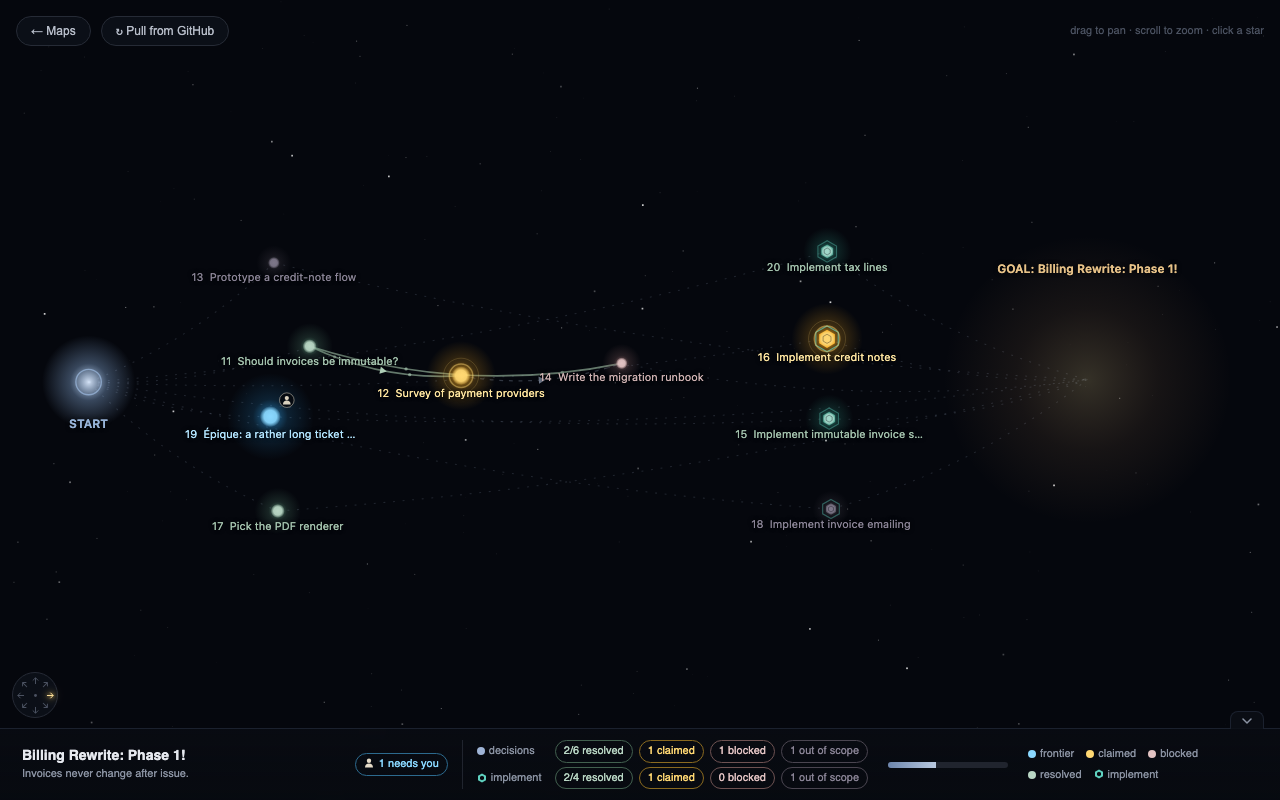 ← Maps
↻ Pull from GitHub
drag to pan · scroll to zoom · click a star
13 Prototype a credit-note flow
20 Implement tax lines
GOAL: Billing Rewrite: Phase 1!
11 Should invoices be immutable?
16 Implement credit notes
14 Write the migration runbook
12 Survey of payment providers
START
19 Épique: a rather long ticket ...
15 Implement immutable invoice s...
17 Pick the PDF renderer
18 Implement invoice emailing
Billing Rewrite: Phase 1!
Invoices never change after issue.
1 needs you
decisions 2/6 resolved 1 claimed 1 blocked 1 out of scope
implement 2/4 resolved 1 claimed 0 blocked 1 out of scope
frontier claimed blocked
resolved implement